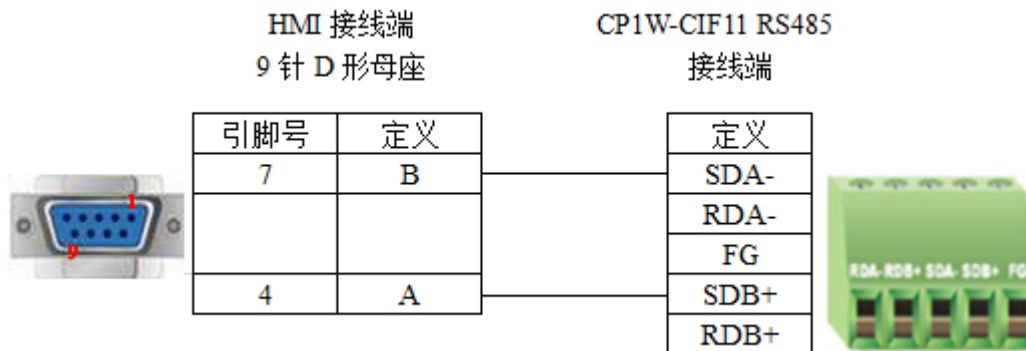 HMI 接线端
9 针 D 形母座
CP1W-CIF11 RS485
接线端
引脚号 定义
7 B
4 A
定义
SDA-
RDA-
FG
SDB+
RDB+
1
9
RDA- RDB+ SDA- SDB+ FG